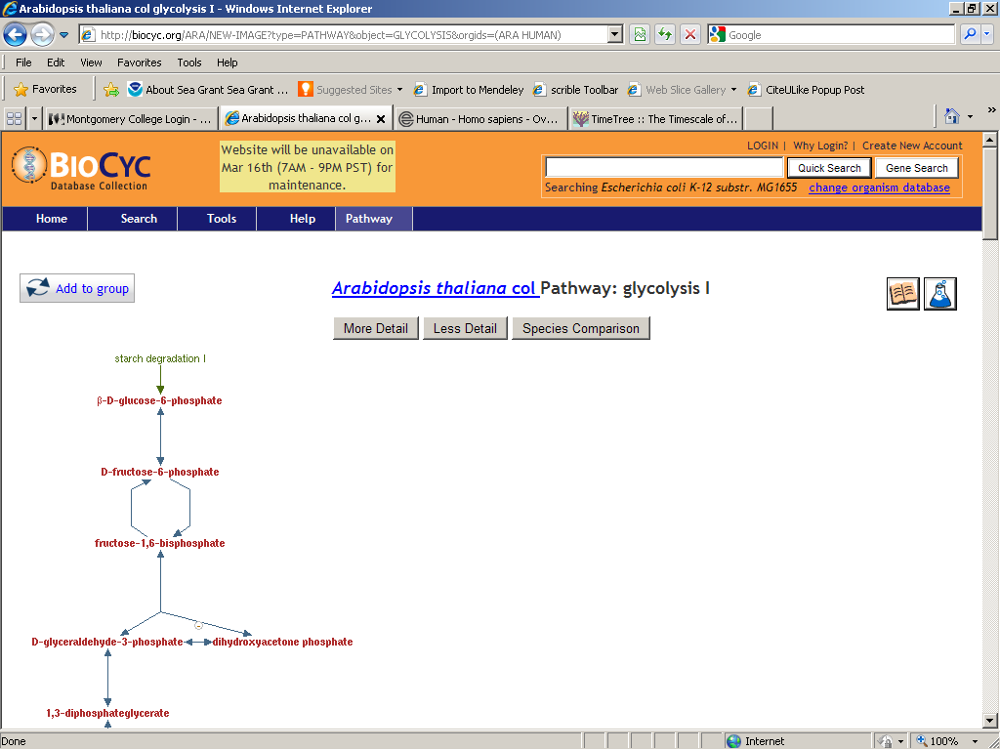 Arabidopsis thaliana col glycolysis I - Windows Internet Explorer
http://biocyc.org/ARA/NEW-IMAGE?type=PATHWAY&object=GLYCOLYSIS&orgids=(ARA HUMAN)
Google
File Edit View Favorites Tools Help
Favorites About Sea Grant Sea Grant ... Suggested Sites Import to Mendeley scrible Toolbar Web Slice Gallery CiteULike Popup Post
Montgomery College Login - ... Arabidopsis thaliana col g... Human - Homo sapiens - Ov... TimeTree :: The Timescale of...
BIOCYC
Database Collection
Website will be unavailable on
Mar 16th (7AM - 9PM PST) for
maintenance.
LOGIN | Why Login? | Create New Account
Quick Search Gene Search
Searching Escherichia coli K-12 substr. MG1655 change organism database
Home Search Tools Help Pathway
Add to group
Arabidopsis thaliana col Pathway: glycolysis I
More Detail Less Detail Species Comparison
starch degradation I
β-D-glucose-6-phosphate
D-fructose-6-phosphate
fructose-1,6-bisphosphate
D-glyceraldehyde-3-phosphate dihydroxyacetone phosphate
1,3-diphosphateglycerate
Done Internet 100%